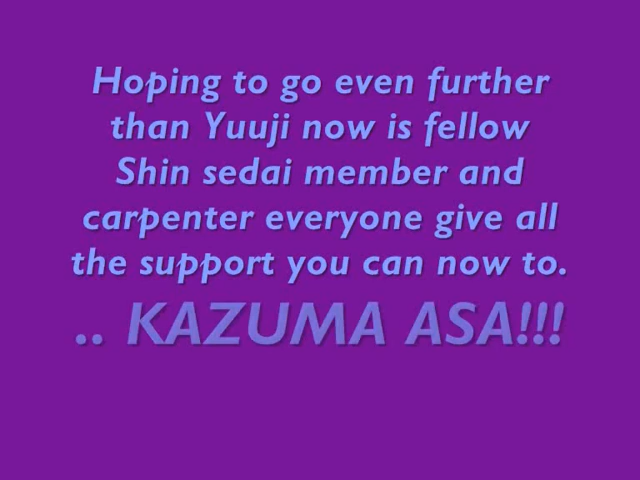 Hoping to go even further
than Yuuji now is fellow
Shin sedai member and
carpenter everyone give all
the support you can now to.
.. KAZUMA ASA!!!